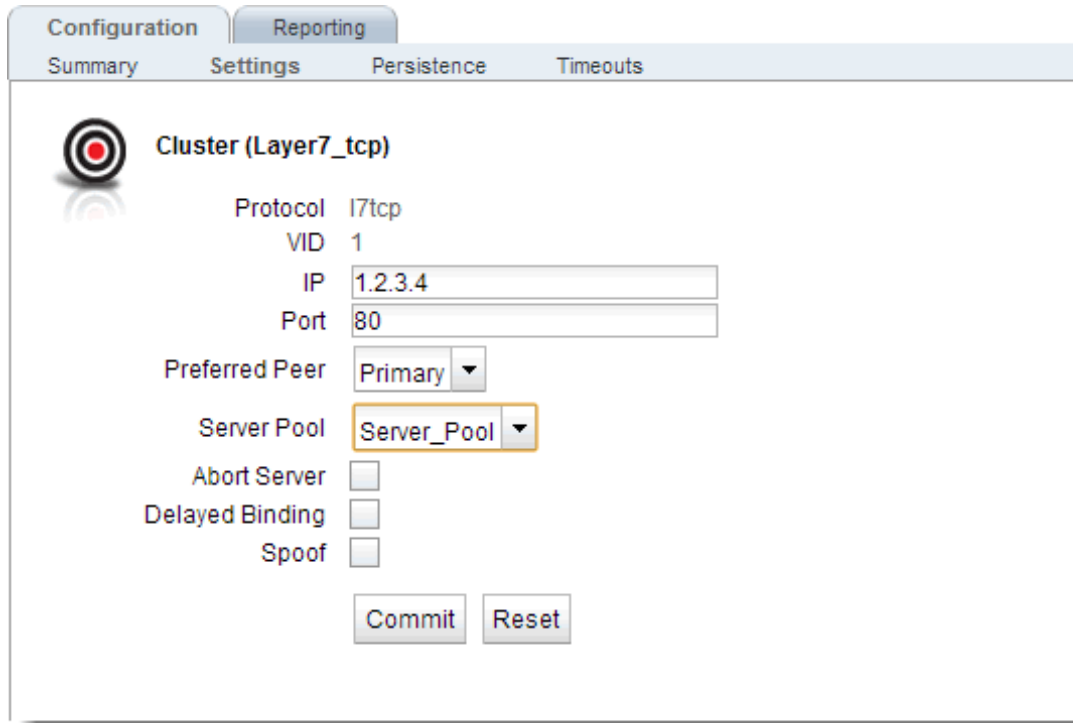 Configuration Reporting
Summary Settings Persistence Timeouts
Cluster (Layer7_tcp)
Protocol l7tcp
VID 1
IP 1.2.3.4
Port 80
Preferred Peer Primary
Server Pool Server_Pool
Abort Server
Delayed Binding
Spoof
Commit Reset